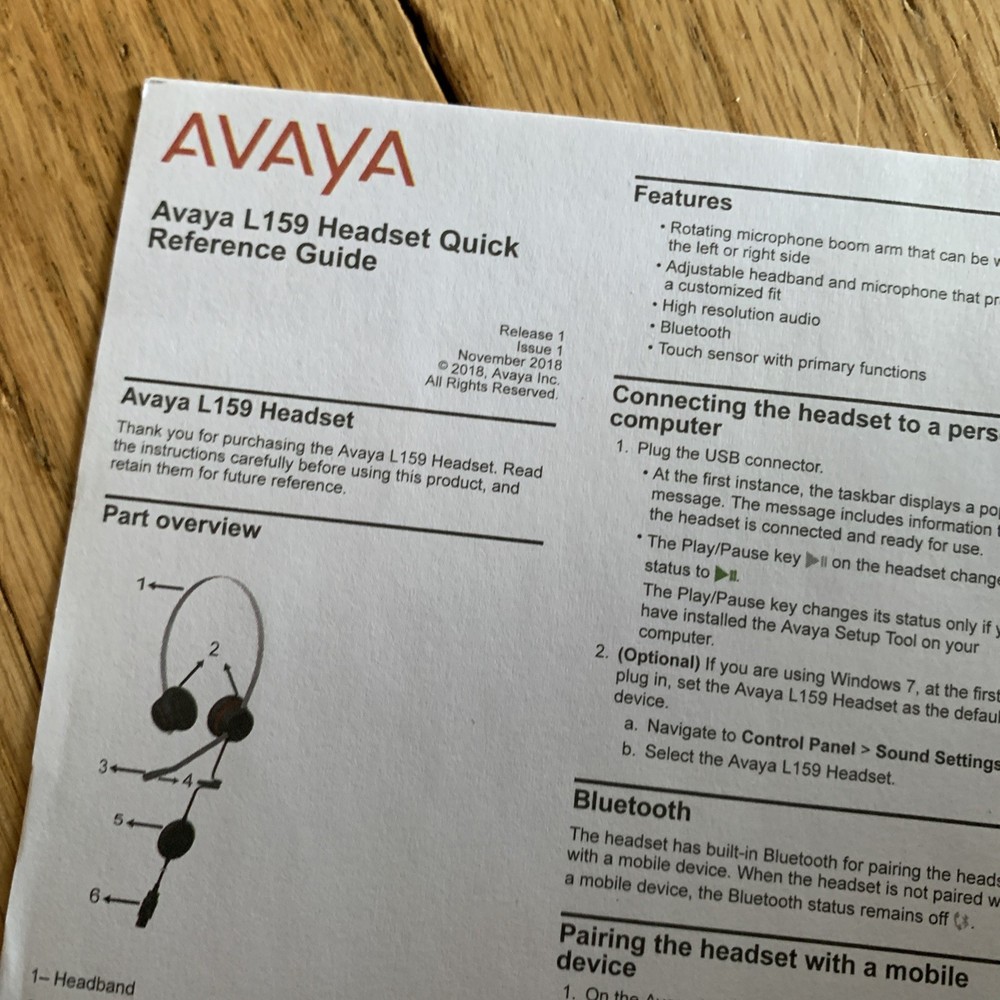 AVAYA
Avaya L159 Headset Quick
Reference Guide
Release 1
Issue 1
November 2018
© 2018, Avaya Inc.
All Rights Reserved.
Avaya L159 Headset
Thank you for purchasing the Avaya L159 Headset. Read
the instructions carefully before using this product, and
retain them for future reference.
Part overview
1
2
3
4
5
6
1– Headband
Features
• Rotating microphone boom arm that can be
the left or right side
• Adjustable headband and microphone that
a customized fit
• High resolution audio
• Bluetooth
• Touch sensor with primary functions
Connecting the headset to a
computer
1. Plug the USB connector.
• At the first instance, the taskbar displays a
message. The message includes information
the headset is connected and ready for use.
• The Play/Pause key on the headset
status to .
The Play/Pause key changes its status only if
have installed the Avaya Setup Tool on your
computer.
2. (Optional) If you are using Windows 7, at the first
plug in, set the Avaya L159 Headset as the
device.
a. Navigate to Control Panel > Sound Settings
b. Select the Avaya L159 Headset.
Bluetooth
The headset has built-in Bluetooth for pairing the
with a mobile device. When the headset is not paired
a mobile device, the Bluetooth status remains off .
Pairing the headset with a mobile
device
1. On the